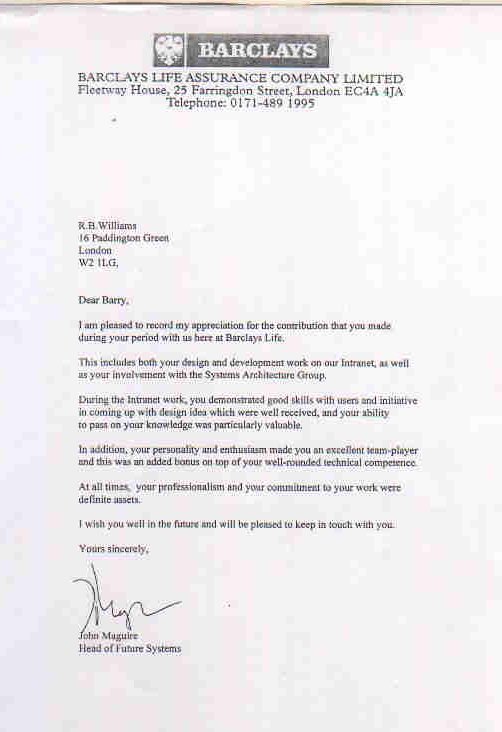 BARCLAYS
BARCLAYS LIFE ASSURANCE COMPANY LIMITED
Fleetway House, 25 Farringdon Street, London EC4A 4JA
Telephone: 0171-489 1995
R.B.Williams
16 Paddington Green
London
W2 1LG,
Dear Barry,
I am pleased to record my appreciation for the contribution that you made
during your period with us here at Barclays Life.
This includes both your design and development work on our Intranet, as well
as your involvement with the Systems Architecture Group.
During the Intranet work, you demonstrated good skills with users and initiative
in coming up with design idea which were well received, and your ability
to pass on your knowledge was particularly valuable.
In addition, your personality and enthusiasm made you an excellent team-player
and this was an added bonus on top of your well-rounded technical competence.
At all times, your professionalism and your commitment to your work were
definite assets.
I wish you well in the future and will be pleased to keep in touch with you.
Yours sincerely,
John Maguire
Head of Future Systems